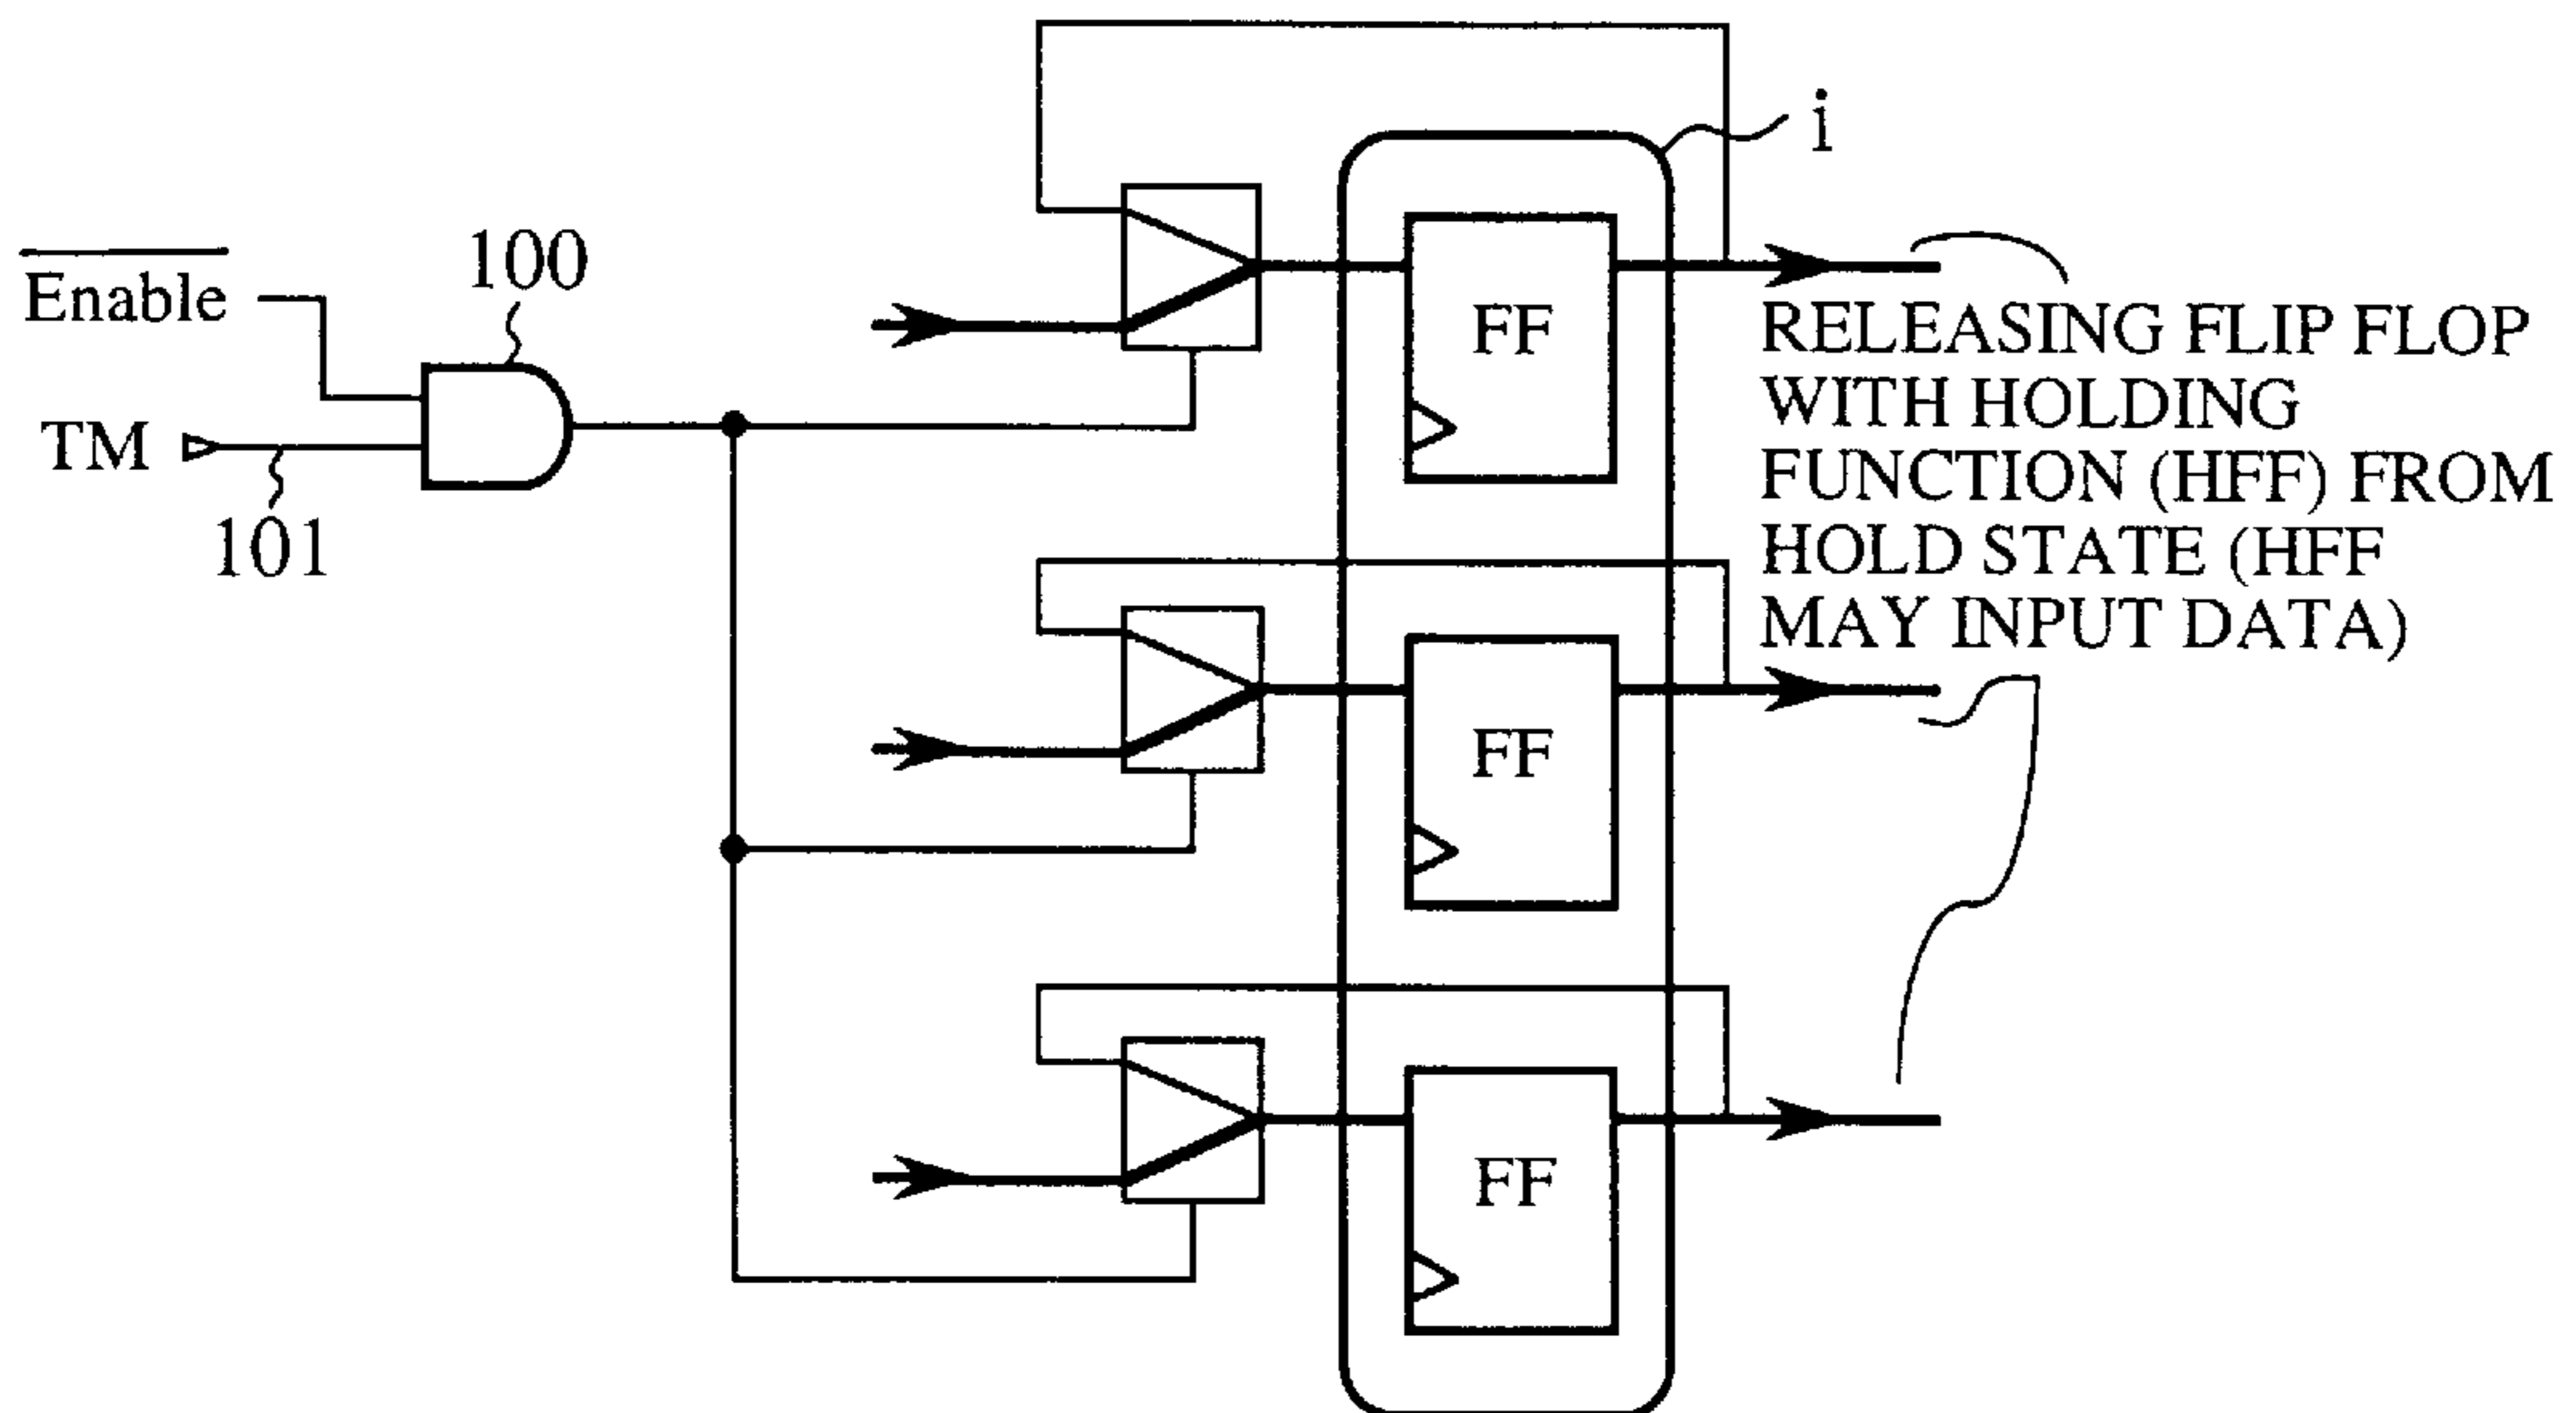 i
Enable
100
TM
101
FF
RELEASING FLIP FLOP
WITH HOLDING
FUNCTION (HFF) FROM
HOLD STATE (HFF
MAY INPUT DATA)
FF
FF